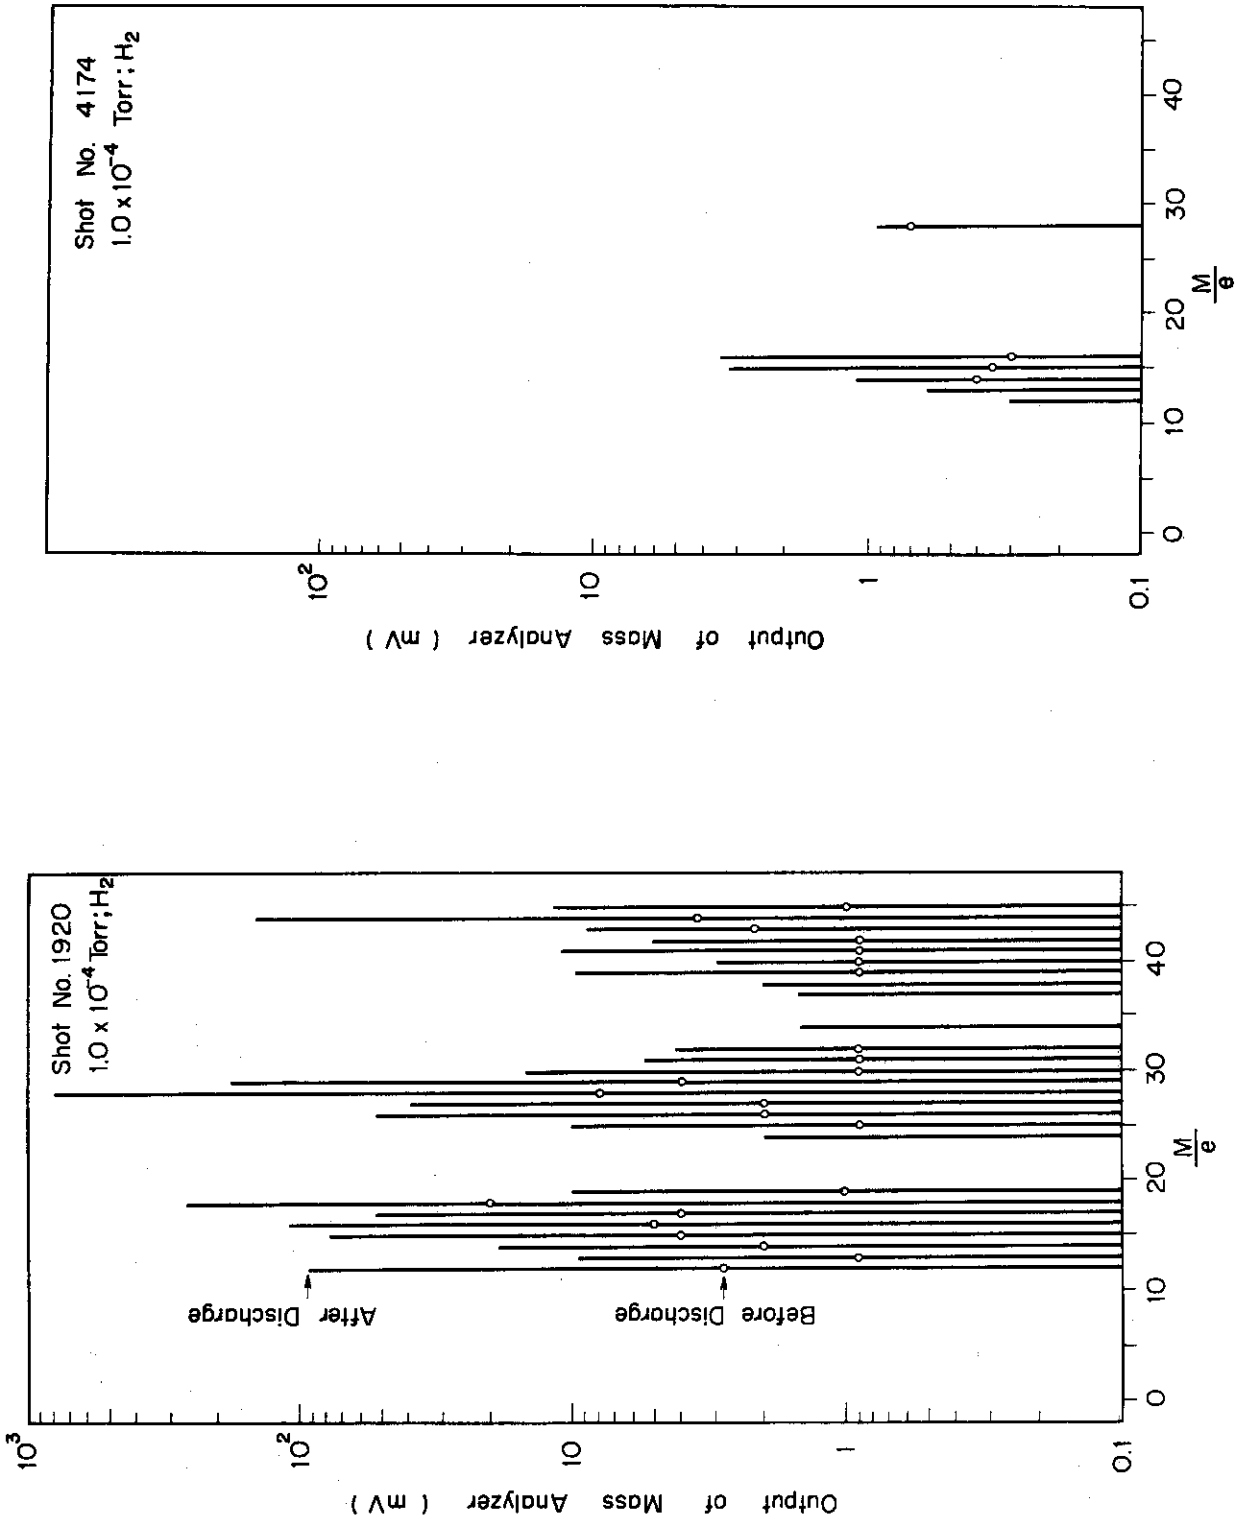 Shot No. 1920
1.0 x 10⁻⁴ Torr; H₂
After Discharge
Before Discharge
Output of Mass Analyzer ( mV )
10³
10²
10
1
0.1
0
10
20
30
40
M/e
Shot No. 4174
1.0 x 10⁻⁴ Torr; H₂
Output of Mass Analyzer ( mV )
10²
10
1
0.1
0
10
20
30
40
M/e